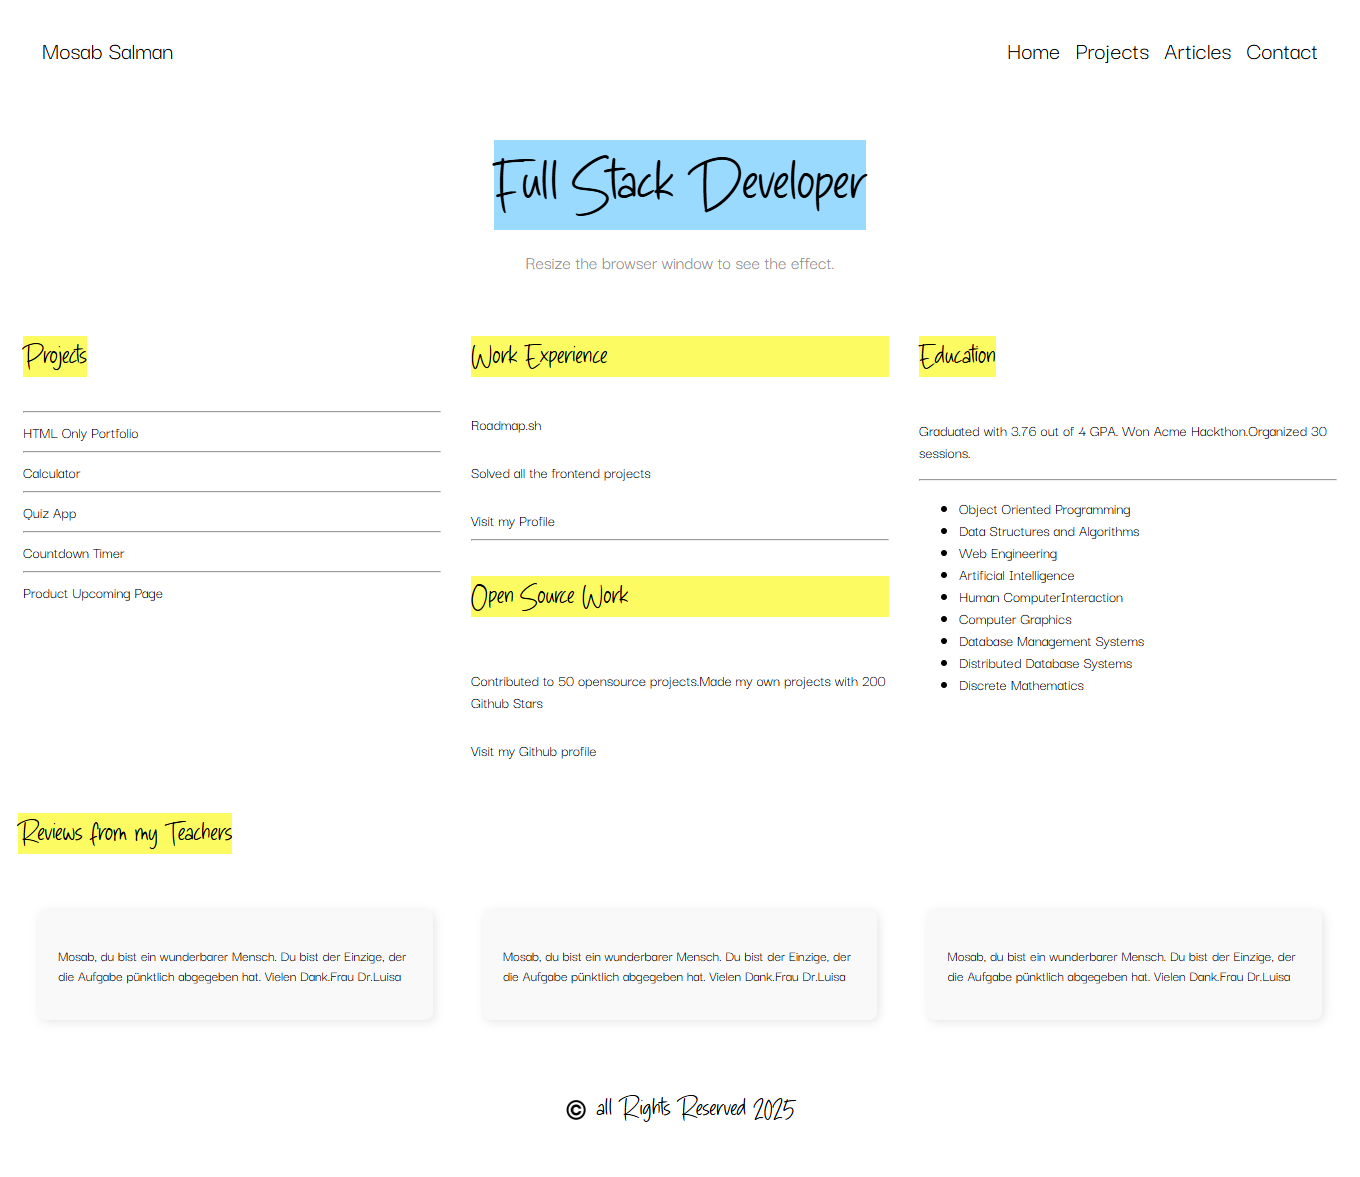 Mosab Salman
Home Projects Articles Contact
Full Stack Developer
Resize the browser window to see the effect.
Projects
HTML Only Portfolio
Calculator
Quiz App
Countdown Timer
Product Upcoming Page
Work Experience
Roadmap.sh
Solved all the frontend projects
Visit my Profile
Open Source Work
Contributed to 50 opensource projects.Made my own projects with 200
Github Stars
Visit my Github profile
Education
Graduated with 3.76 out of 4 GPA. Won Acme Hackthon.Organized 30
sessions.
Object Oriented Programming
Data Structures and Algorithms
Web Engineering
Artificial Intelligence
Human ComputerInteraction
Computer Graphics
Database Management Systems
Distributed Database Systems
Discrete Mathematics
Reviews from my Teachers
Mosab, du bist ein wunderbarer Mensch. Du bist der Einzige, der
die Aufgabe pünktlich abgegeben hat. Vielen Dank.Frau Dr.Luisa
Mosab, du bist ein wunderbarer Mensch. Du bist der Einzige, der
die Aufgabe pünktlich abgegeben hat. Vielen Dank.Frau Dr.Luisa
Mosab, du bist ein wunderbarer Mensch. Du bist der Einzige, der
die Aufgabe pünktlich abgegeben hat. Vielen Dank.Frau Dr.Luisa
© all Rights Reserved 2025